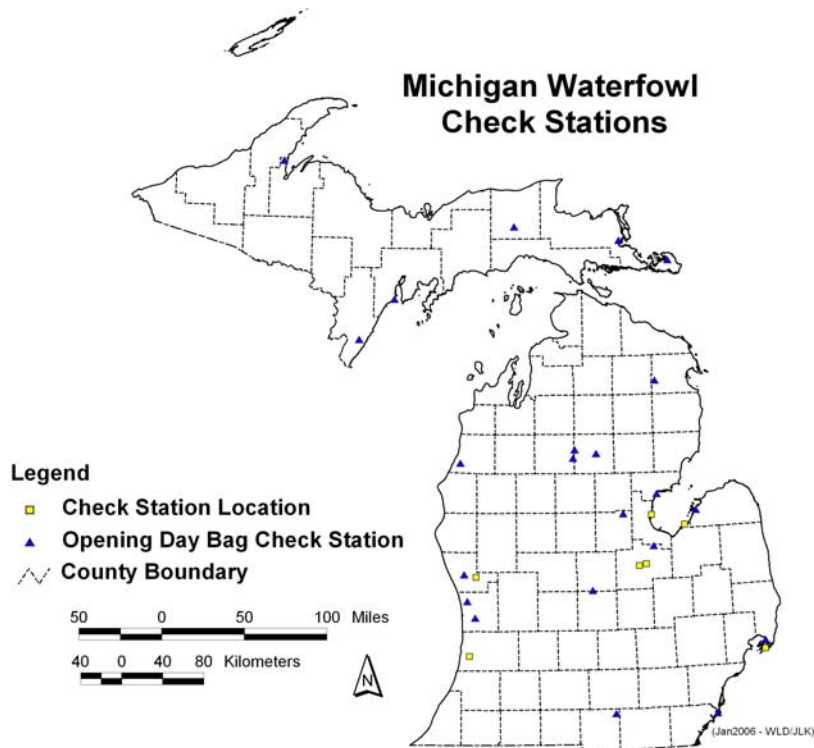 Michigan Waterfowl
Check Stations
Legend
Check Station Location
Opening Day Bag Check Station
County Boundary
50 0 50 100 Miles
40 0 40 80 Kilometers
N
(Jan2006 - WLD/JLK)